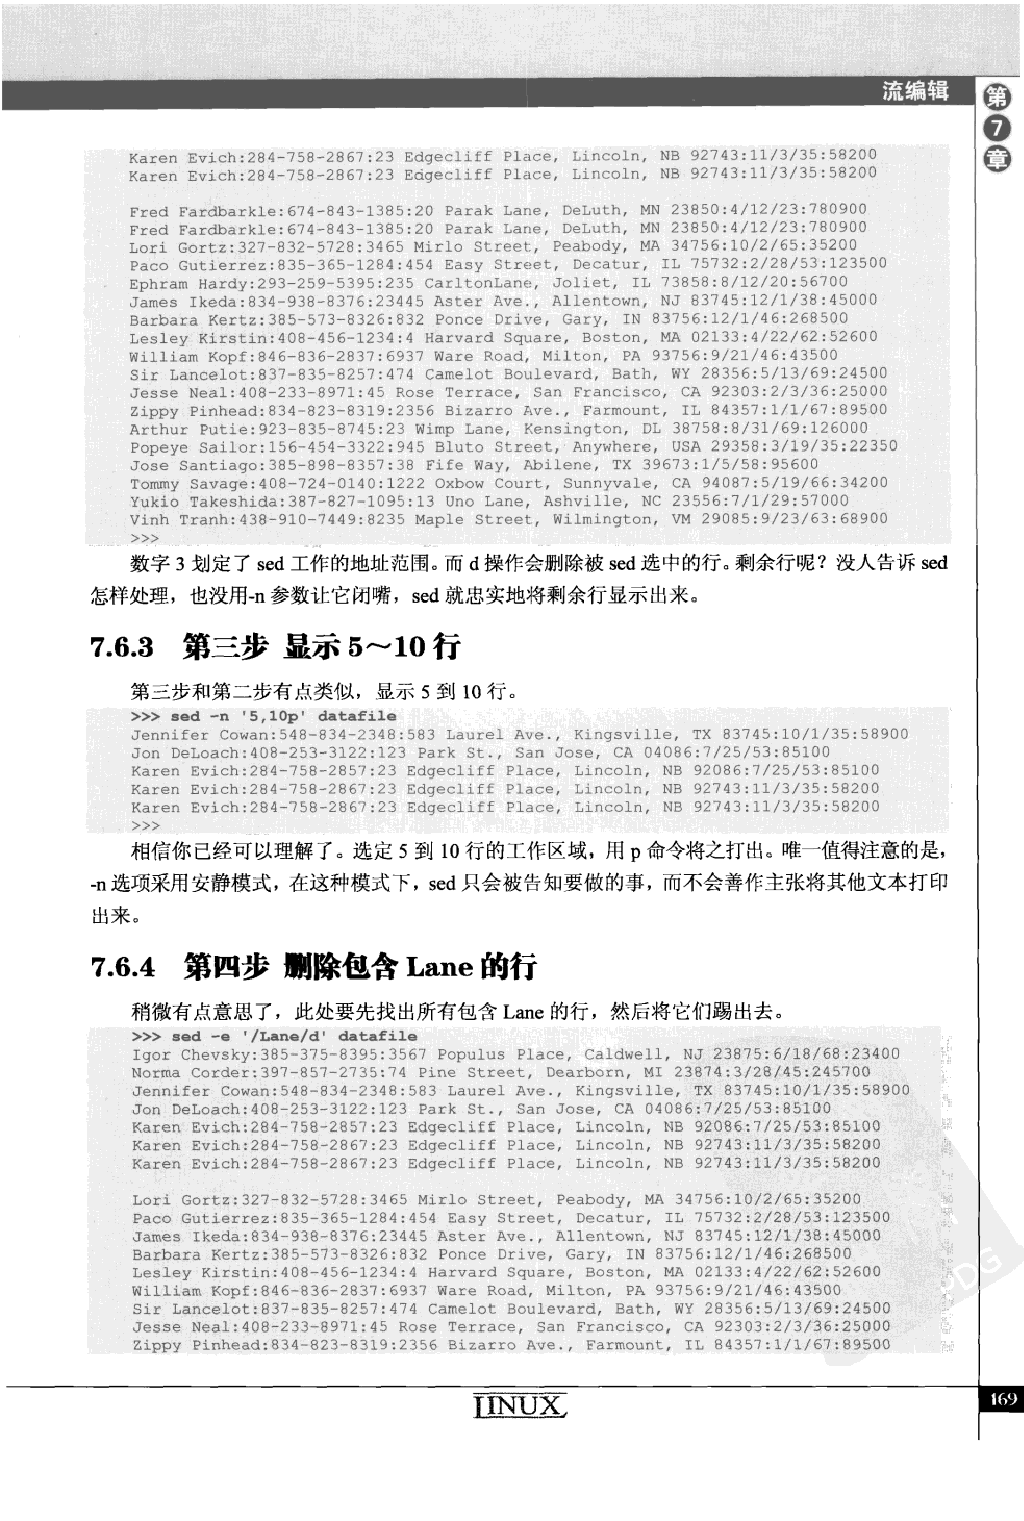 流编辑
第7章
Karen Evich:284-758-2867:23 Edgecliff Place, Lincoln, NB 92743:11/3/35:58200
Karen Evich:284-758-2867:23 Edgecliff Place, Lincoln, NB 92743:11/3/35:58200
Fred Fardbarkle:674-843-1385:20 Parak Lane, DeLuth, MN 23850:4/12/23:780900
Fred Fardbarkle:674-843-1385:20 Parak Lane, DeLuth, MN 23850:4/12/23:780900
Lori Gortz:327-832-5728:3465 Mirlo Street, Peabody, MA 34756:10/2/65:35200
Paco Gutierrez:835-365-1284:454 Easy Street, Decatur, IL 75732:2/28/53:123500
Ephram Hardy:293-259-5395:235 CarltonLane, Joliet, IL 73858:8/12/20:56700
James Ikeda:834-938-8376:23445 Aster Ave., Allentown, NJ 83745:12/1/38:45000
Barbara Kertz:385-573-8326:832 Ponce Drive, Gary, IN 83756:12/1/46:268500
Lesley Kirstin:408-456-1234:4 Harvard Square, Boston, MA 02133:4/22/62:52600
William Kopf:846-836-2837:6937 Ware Road, Milton, PA 93756:9/21/46:43500
Sir Lancelot:837-835-8257:474 Camelot Boulevard, Bath, WY 28356:5/13/69:24500
Jesse Neal:408-233-8971:45 Rose Terrace, San Francisco, CA 92303:2/3/36:25000
Zippy Pinhead:834-823-8319:2356 Bizarro Ave., Farmount, IL 84357:1/1/67:89500
Arthur Putie:923-835-8745:23 Wimp Lane, Kensington, DL 38758:8/31/69:126000
Popeye Sailor:156-454-3322:945 Bluto Street, Anywhere, USA 29358:3/19/35:22350
Jose Santiago:385-898-8357:38 Fife Way, Abilene, TX 39673:1/5/58:95600
Tommy Savage:408-724-0140:1222 Oxbow Court, Sunnyvale, CA 94087:5/19/66:34200
Yukio Takeshida:387-827-1095:13 Uno Lane, Ashville, NC 23556:7/1/29:57000
Vinh Tranh:438-910-7449:8235 Maple Street, Wilmington, VM 29085:9/23/63:68900
>>>
数字 3 划定了 sed 工作的地址范围。而 d 操作会删除被 sed 选中的行。剩余行呢？没人告诉 sed
怎样处理，也没用-n 参数让它闭嘴，sed 就忠实地将剩余行显示出来。
7.6.3 第三步 显示 5～10 行
第三步和第二步有点类似，显示 5 到 10 行。
>>> sed -n '5,10p' datafile
Jennifer Cowan:548-834-2348:583 Laurel Ave., Kingsville, TX 83745:10/1/35:58900
Jon DeLoach:408-253-3122:123 Park St., San Jose, CA 04086:7/25/53:85100
Karen Evich:284-758-2857:23 Edgecliff Place, Lincoln, NB 92086:7/25/53:85100
Karen Evich:284-758-2867:23 Edgecliff Place, Lincoln, NB 92743:11/3/35:58200
Karen Evich:284-758-2867:23 Edgecliff Place, Lincoln, NB 92743:11/3/35:58200
>>>
相信你已经可以理解了。选定 5 到 10 行的工作区域，用 p 命令将之打出。唯一值得注意的是，
-n 选项采用安静模式，在这种模式下，sed 只会被告知要做的事，而不会善作主张将其他文本打印
出来。
7.6.4 第四步 删除包含 Lane 的行
稍微有点意思了，此处要先找出所有包含 Lane 的行，然后将它们踢出去。
>>> sed -e '/Lane/d' datafile
Igor Chevsky:385-375-8395:3567 Populus Place, Caldwell, NJ 23875:6/18/68:23400
Norma Corder:397-857-2735:74 Pine Street, Dearborn, MI 23874:3/28/45:245700
Jennifer Cowan:548-834-2348:583 Laurel Ave., Kingsville, TX 83745:10/1/35:58900
Jon DeLoach:408-253-3122:123 Park St., San Jose, CA 04086:7/25/53:85100
Karen Evich:284-758-2857:23 Edgecliff Place, Lincoln, NB 92086:7/25/53:85100
Karen Evich:284-758-2867:23 Edgecliff Place, Lincoln, NB 92743:11/3/35:58200
Karen Evich:284-758-2867:23 Edgecliff Place, Lincoln, NB 92743:11/3/35:58200
Lori Gortz:327-832-5728:3465 Mirlo Street, Peabody, MA 34756:10/2/65:35200
Paco Gutierrez:835-365-1284:454 Easy Street, Decatur, IL 75732:2/28/53:123500
James Ikeda:834-938-8376:23445 Aster Ave., Allentown, NJ 83745:12/1/38:45000
Barbara Kertz:385-573-8326:832 Ponce Drive, Gary, IN 83756:12/1/46:268500
Lesley Kirstin:408-456-1234:4 Harvard Square, Boston, MA 02133:4/22/62:52600
William Kopf:846-836-2837:6937 Ware Road, Milton, PA 93756:9/21/46:43500
Sir Lancelot:837-835-8257:474 Camelot Boulevard, Bath, WY 28356:5/13/69:24500
Jesse Neal:408-233-8971:45 Rose Terrace, San Francisco, CA 92303:2/3/36:25000
Zippy Pinhead:834-823-8319:2356 Bizarro Ave., Farmount, IL 84357:1/1/67:89500
LINUX
169